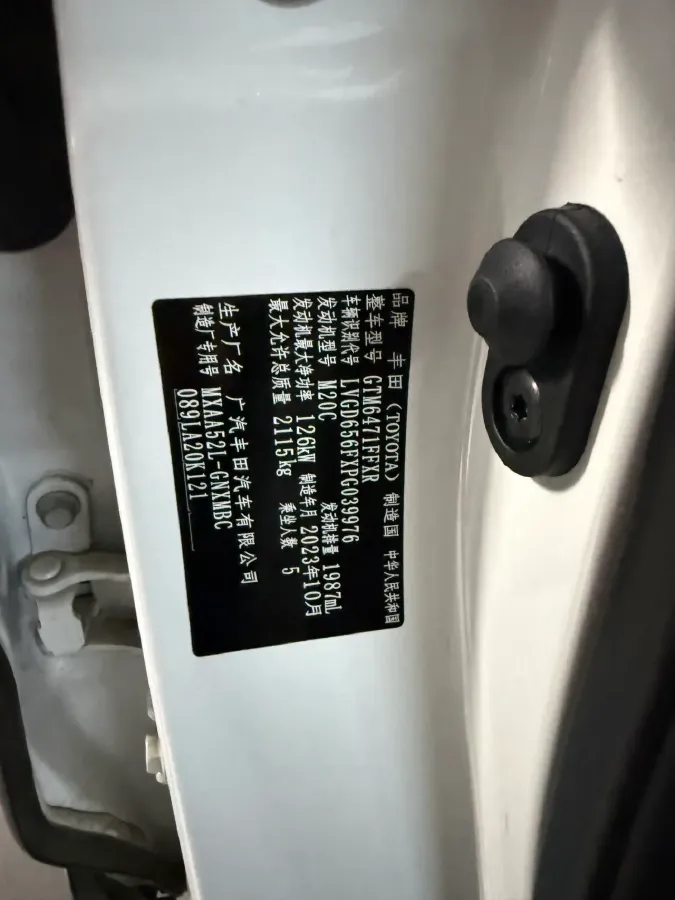 品牌 丰田 (TOYOTA) 制造国 中华人民共和国
整车型号 GTM6471FFXR
车辆识别代号 LVGD656FXPG039976
发动机型号 M20C 发动机排量 1987mL
发动机最大净功率 126kW 制造年月 2023年10月
最大允许总质量 2115kg 乘坐人数 5
生产厂名 广汽丰田汽车有限公司
制造厂专用号 MXAA52L-GNXMBC
089LA20K121